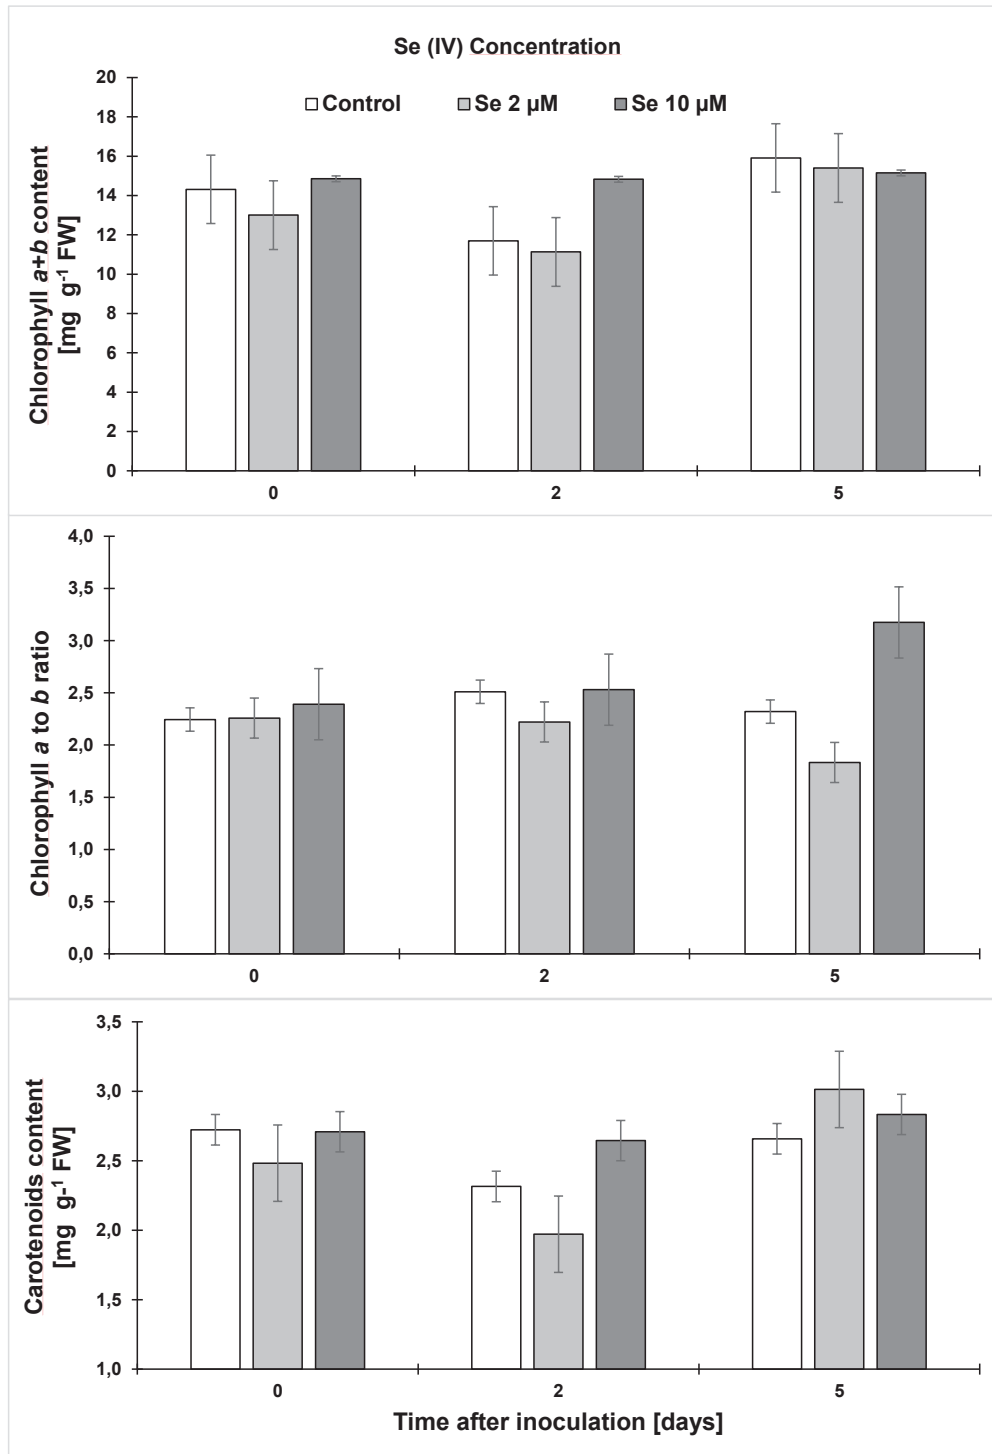 Se (IV) Concentration
Control Se 2 µM Se 10 µM
Chlorophyll a+b content
[mg g-1 FW]
20
18
16
14
12
10
8
6
4
2
0
0 2 5
Chlorophyll a to b ratio
4,0
3,5
3,0
2,5
2,0
1,5
1,0
0,5
0,0
0 2 5
Carotenoids content
[mg g-1 FW]
3,5
3,0
2,5
2,0
1,5
1,0
0 2 5
Time after inoculation [days]